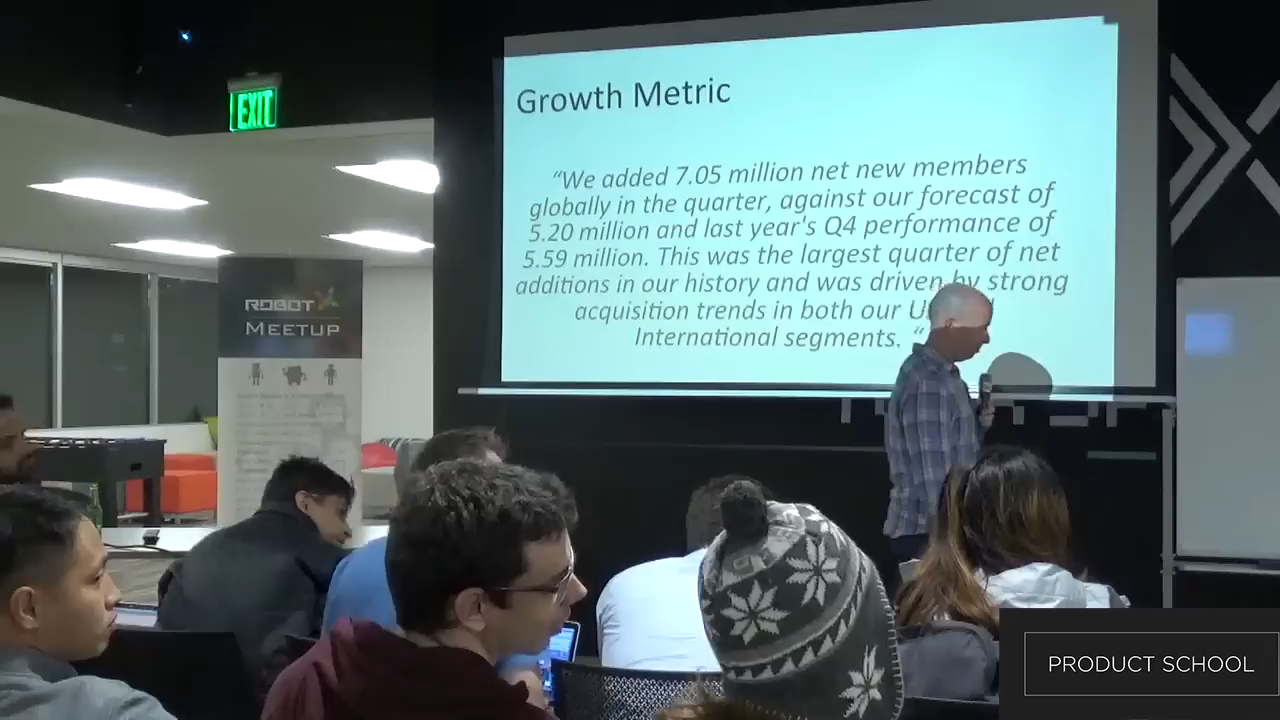 EXIT
Growth Metric
“We added 7.05 million net new members
globally in the quarter, against our forecast of
5.20 million and last year's Q4 performance of
5.59 million. This was the largest quarter of net
additions in our history and was driven by strong
acquisition trends in both our
International segments. “
ROBOT
MEETUP
PRODUCT SCHOOL